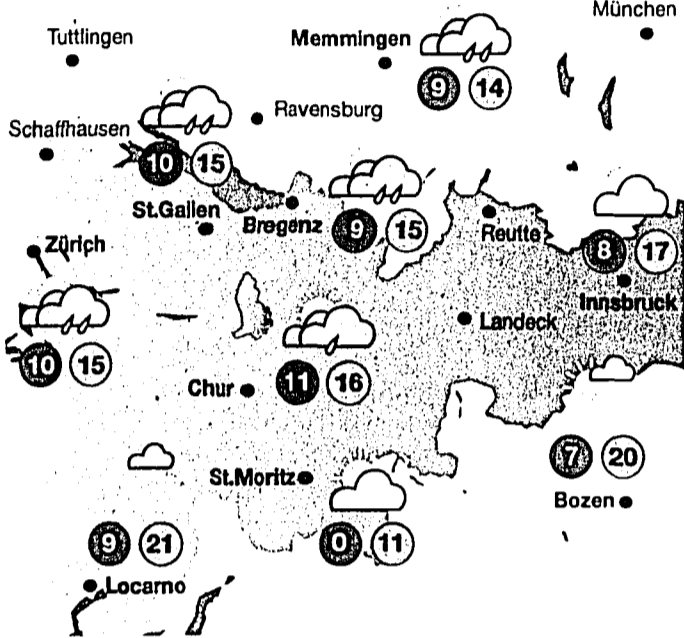 München
Tuttlingen
Memmingen
9 14
Ravensburg
Schaffhausen
10 15
St.Gallen
Bregenz
9 15
Reutte
Zürich
8 17
Innsbruck
Landeck
10 15
11 16
Chur
7 20
St.Moritz
Bozen
9 21
0 11
Locarno